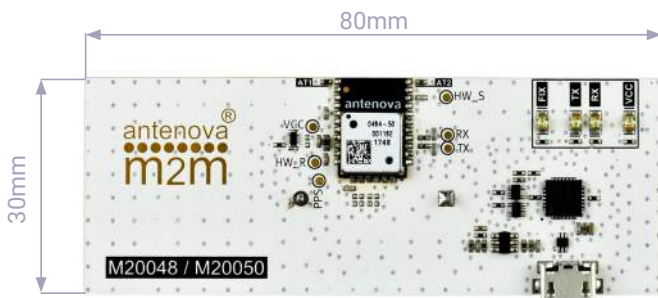 80mm
30mm
antenova®
m2m
M20048 / M20050
AT1
AT2
antenova
0484-50
301192
1748
VCC
HW_R
PPS
HW_S
RX
TX
FIX
TX
RX
VCC